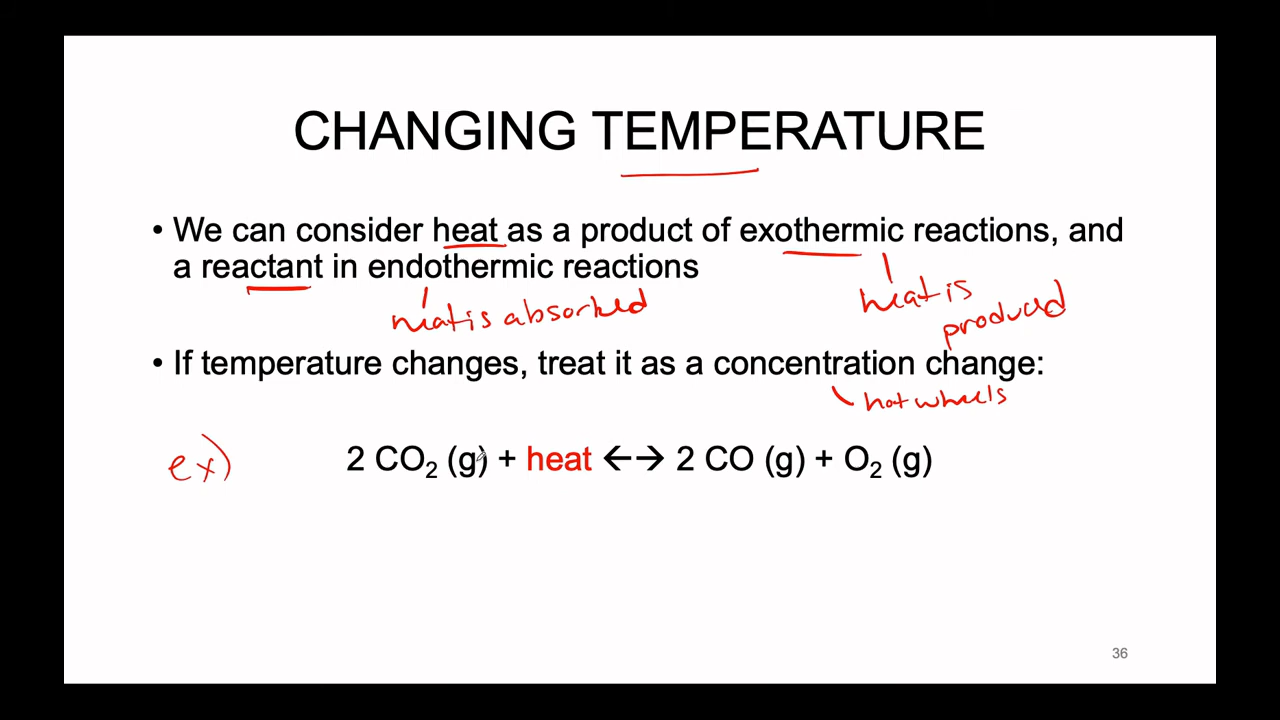 CHANGING TEMPERATURE
• We can consider heat as a product of exothermic reactions, and
a reactant in endothermic reactions
heat is absorbed
heat is
produced
• If temperature changes, treat it as a concentration change:
hot wheels
ex)
2 CO₂ (g) + heat ←→ 2 CO (g) + O₂ (g)
36